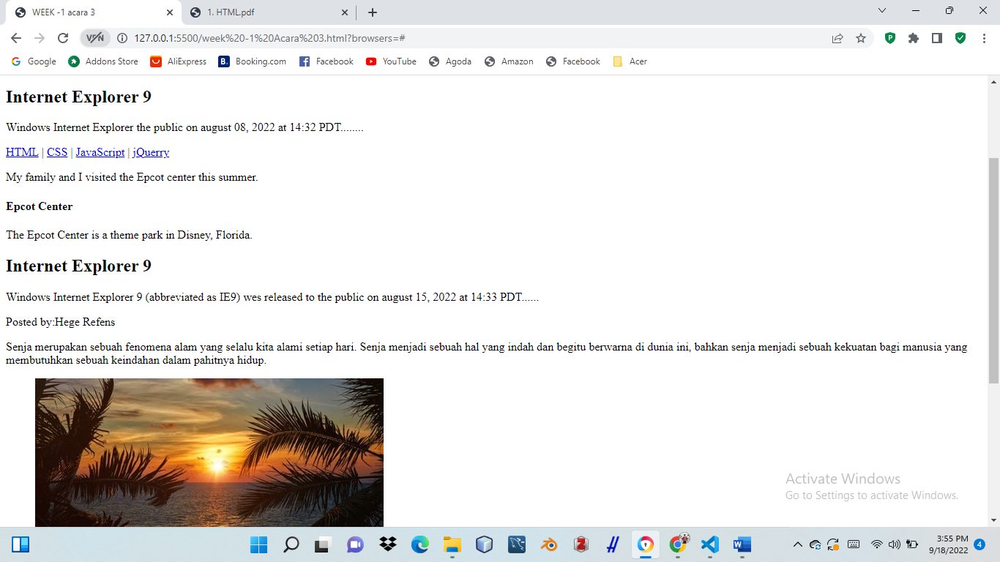 WEEK -1 acara 3
1. HTML.pdf
VPN
127.0.0.1:5500/week%20-1%20Acara%203.html?browsers=#
Google
Addons Store
AliExpress
B.
Booking.com
Facebook
YouTube
Agoda
Amazon
Facebook
Acer
Internet Explorer 9
Windows Internet Explorer the public on august 08, 2022 at 14:32 PDT........
HTML | CSS | JavaScript | jQuerry
My family and I visited the Epcot center this summer.
Epcot Center
The Epcot Center is a theme park in Disney, Florida.
Internet Explorer 9
Windows Internet Explorer 9 (abbreviated as IE9) wes released to the public on august 15, 2022 at 14:33 PDT......
Posted by:Hege Refens
Senja merupakan sebuah fenomena alam yang selalu kita alami setiap hari. Senja menjadi sebuah hal yang indah dan begitu berwarna di dunia ini, bahkan senja menjadi sebuah kekuatan bagi manusia yang
membutuhkan sebuah keindahan dalam pahitnya hidup.
Activate Windows
Go to Settings to activate Windows.
3:55 PM
9/18/2022
4